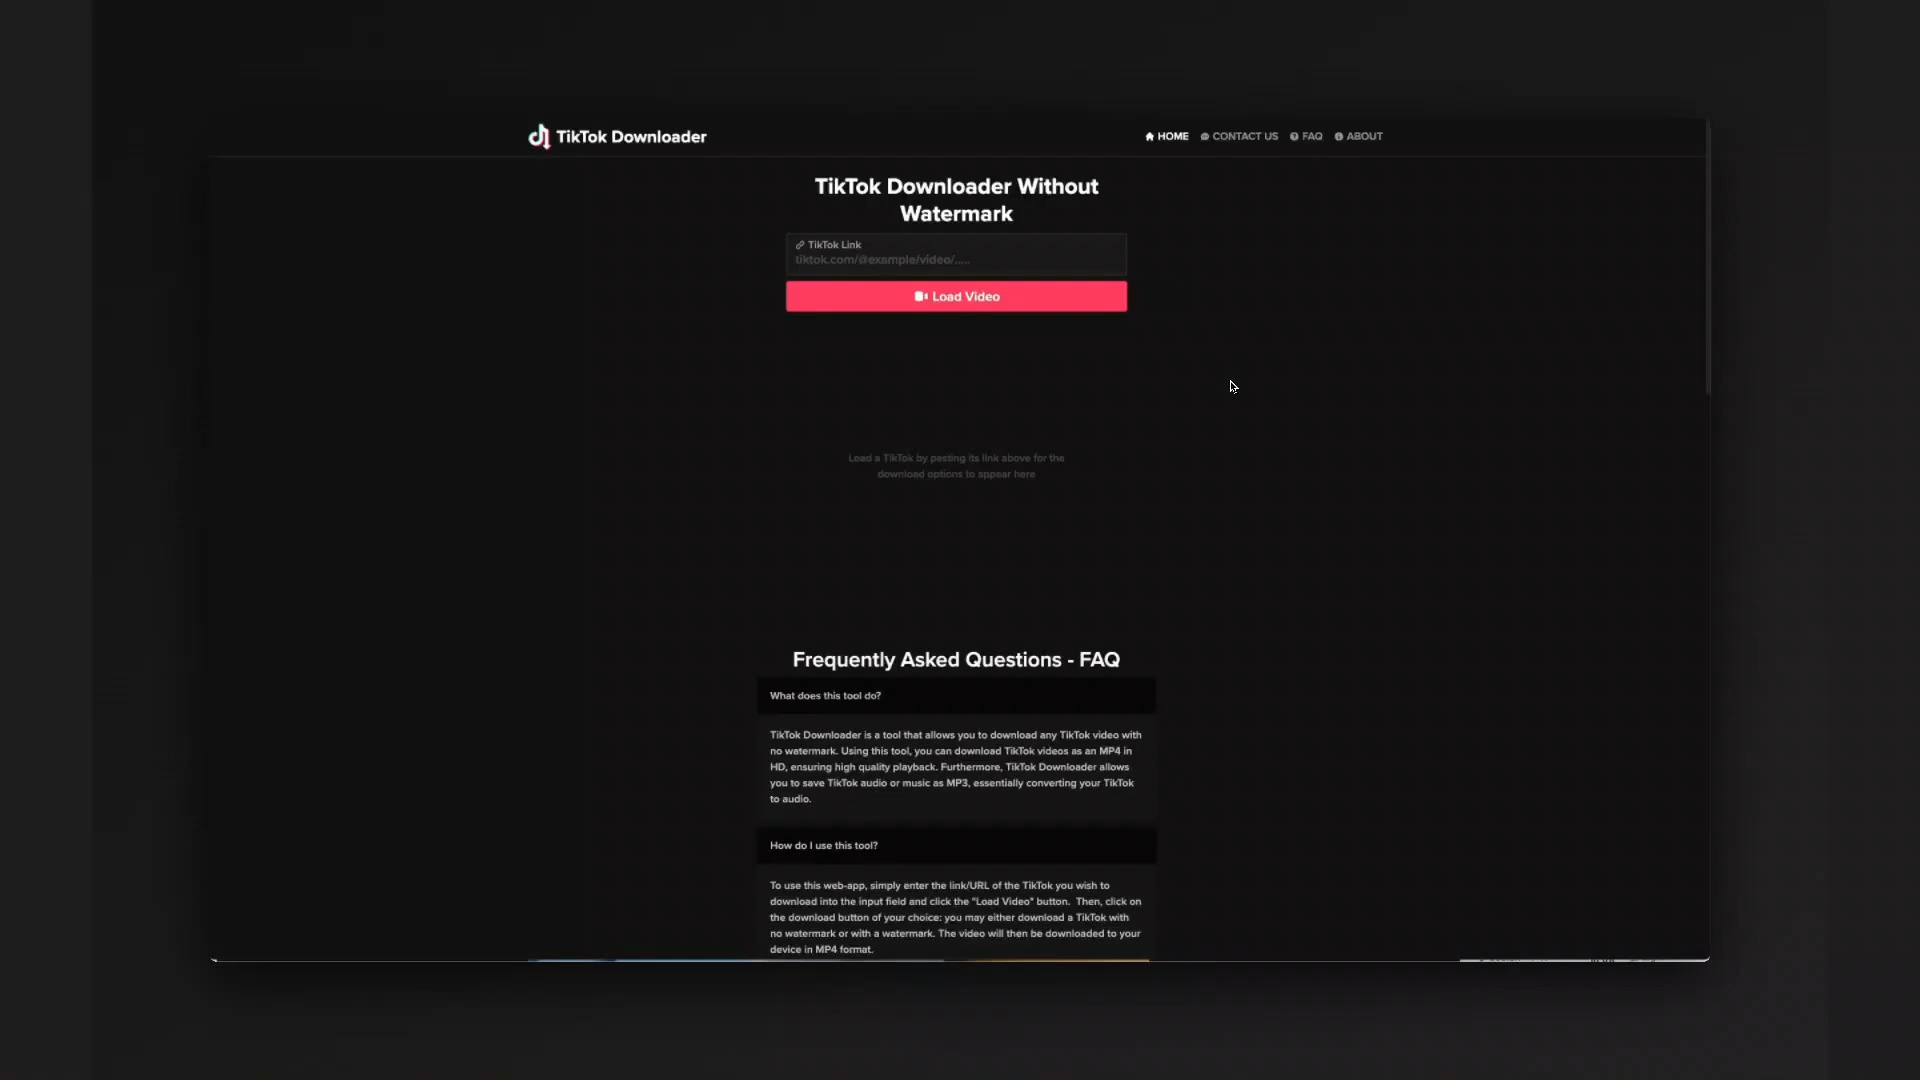 TikTok Downloader
HOME CONTACT US FAQ ABOUT
TikTok Downloader Without
Watermark
TikTok Link
tiktok.com/@example/video/.....
Load Video
Load a TikTok by pasting its link above for the
download options to appear here
Frequently Asked Questions - FAQ
What does this tool do?
TikTok Downloader is a tool that allows you to download any TikTok video with
no watermark. Using this tool, you can download TikTok videos as an MP4 in
HD, ensuring high quality playback. Furthermore, TikTok Downloader allows
you to save TikTok audio or music as MP3, essentially converting your TikTok
to audio.
How do I use this tool?
To use this web-app, simply enter the link/URL of the TikTok you wish to
download into the input field and click the "Load Video" button. Then, click on
the download button of your choice: you may either download a TikTok with
no watermark or with a watermark. The video will then be downloaded to your
device in MP4 format.